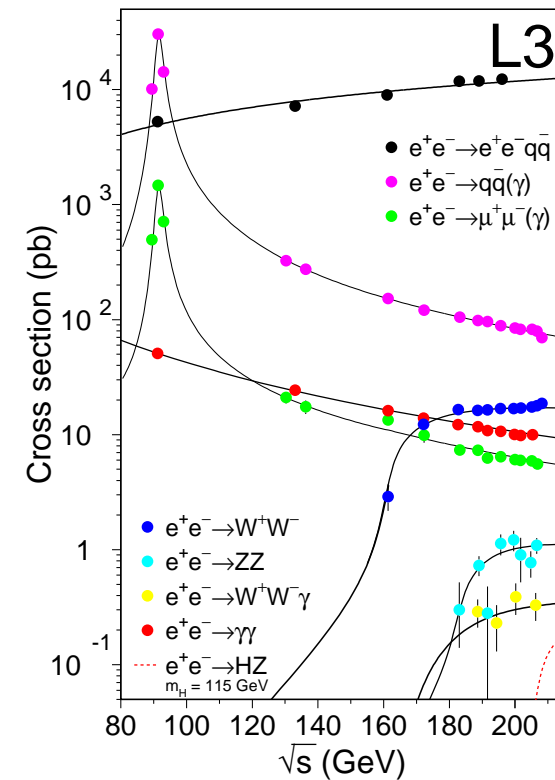 L3
Cross section (pb)
10⁴
10³
10²
10
1
10⁻¹
e⁺e⁻→e⁺e⁻qq̄
e⁺e⁻→qq̄(γ)
e⁺e⁻→μ⁺μ⁻(γ)
e⁺e⁻→W⁺W⁻
e⁺e⁻→ZZ
e⁺e⁻→W⁺W⁻γ
e⁺e⁻→γγ
e⁺e⁻→HZ
m_H = 115 GeV
80 100 120 140 160 180 200
√s (GeV)